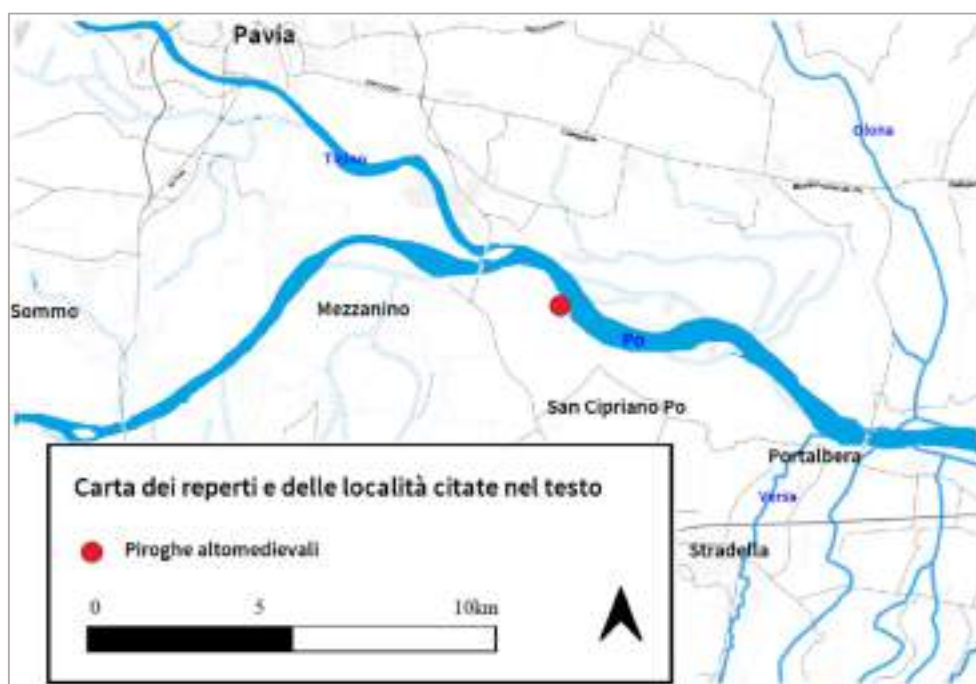 Pavia
Olona
Ticino
Sommo
Mezzanino
Po
San Cipriano Po
Portalbera
Versa
Stradella
Carta dei reperti e delle località citate nel testo
Piroghe altomedievali
0 5 10km